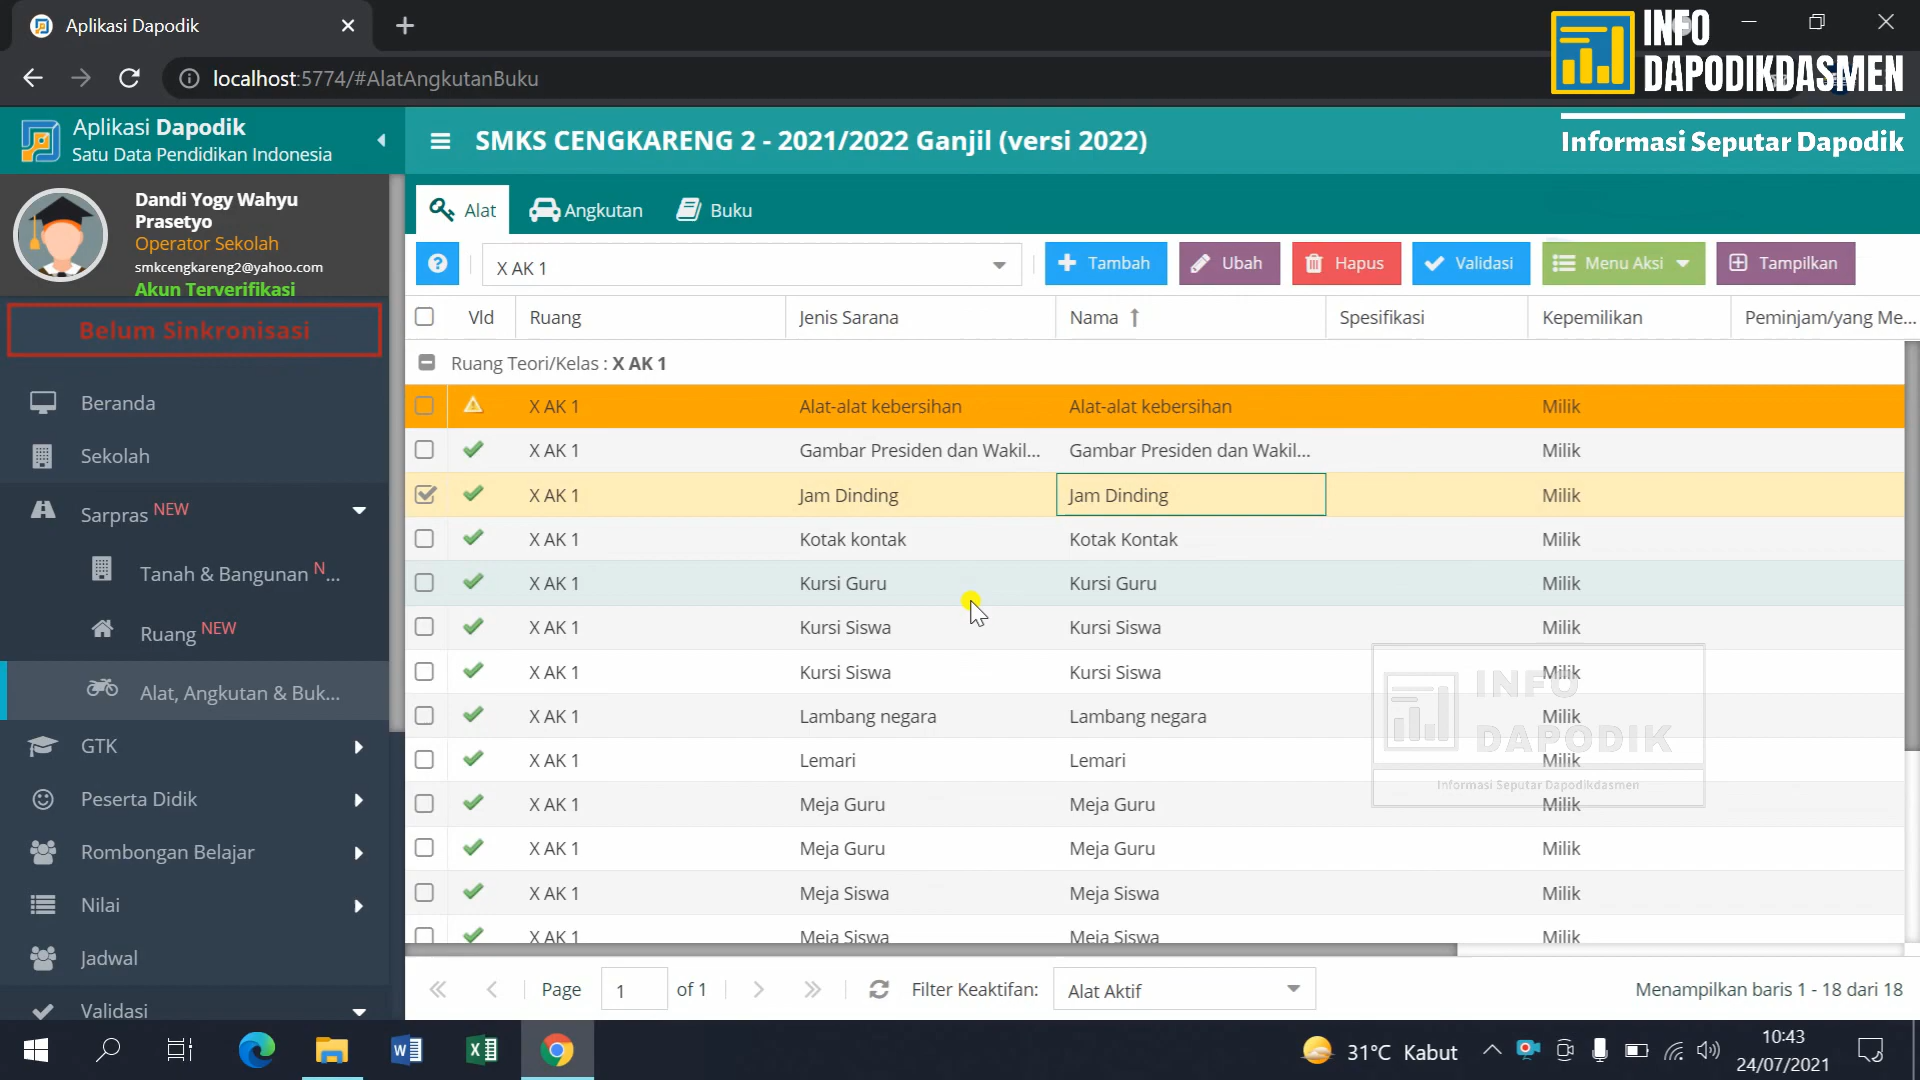 Aplikasi Dapodik
localhost:5774/#AlatAngkutanBuku
INFO
DAPODIKDASMEN
Informasi Seputar Dapodik
Aplikasi Dapodik
Satu Data Pendidikan Indonesia
SMKS CENGKARENG 2 - 2021/2022 Ganjil (versi 2022)
Dandi Yogy Wahyu
Prasetyo
Operator Sekolah
smkcengkareng2@yahoo.com
Akun Terverifikasi
Belum Sinkronisasi
Beranda
Sekolah
Sarpras NEW
Tanah & Bangunan N...
Ruang NEW
Alat, Angkutan & Buk...
GTK
Peserta Didik
Rombongan Belajar
Nilai
Jadwal
Validasi
Alat Angkutan Buku
X AK 1 Tambah Ubah Hapus Validasi Menu Aksi Tampilkan
Vld Ruang Jenis Sarana Nama Spesifikasi Kepemilikan Peminjam/yang Me...
Ruang Teori/Kelas : X AK 1
X AK 1 Alat-alat kebersihan Alat-alat kebersihan Milik
X AK 1 Gambar Presiden dan Wakil... Gambar Presiden dan Wakil... Milik
X AK 1 Jam Dinding Jam Dinding Milik
X AK 1 Kotak kontak Kotak Kontak Milik
X AK 1 Kursi Guru Kursi Guru Milik
X AK 1 Kursi Siswa Kursi Siswa Milik
X AK 1 Kursi Siswa Kursi Siswa Milik
X AK 1 Lambang negara Lambang negara Milik
X AK 1 Lemari Lemari Milik
X AK 1 Meja Guru Meja Guru Milik
X AK 1 Meja Guru Meja Guru Milik
X AK 1 Meja Siswa Meja Siswa Milik
X AK 1 Meja Siswa Meja Siswa Milik
INFO
DAPODIK
Informasi Seputar Dapodikdasmen
Page 1 of 1 Filter Keaktifan: Alat Aktif Menampilkan baris 1 - 18 dari 18
31°C Kabut
10:43
24/07/2021